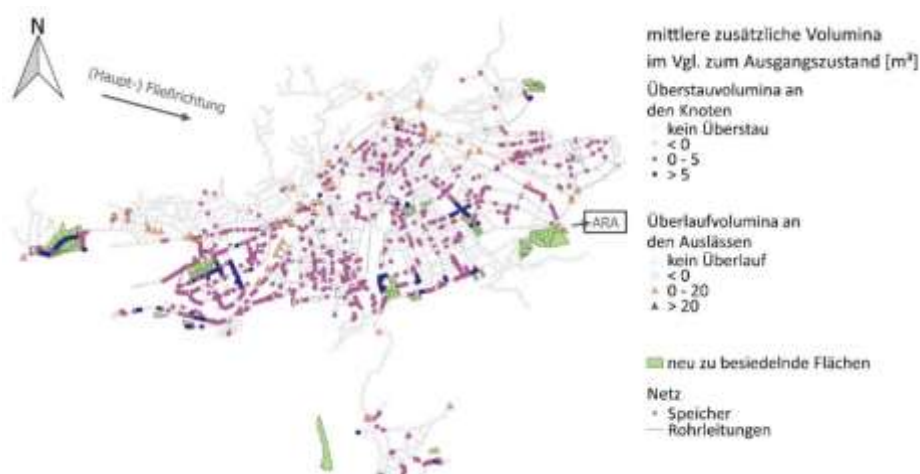 N
(Haupt-) Fließrichtung
ARA
mittlere zusätzliche Volumina
im Vgl. zum Ausgangszustand [m³]
Überstauvolumina an
den Knoten
kein Überstau
< 0
0 - 5
> 5
Überlaufvolumina an
den Auslässen
kein Überlauf
< 0
0 - 20
> 20
neu zu besiedelnde Flächen
Netz
Speicher
Rohrleitungen